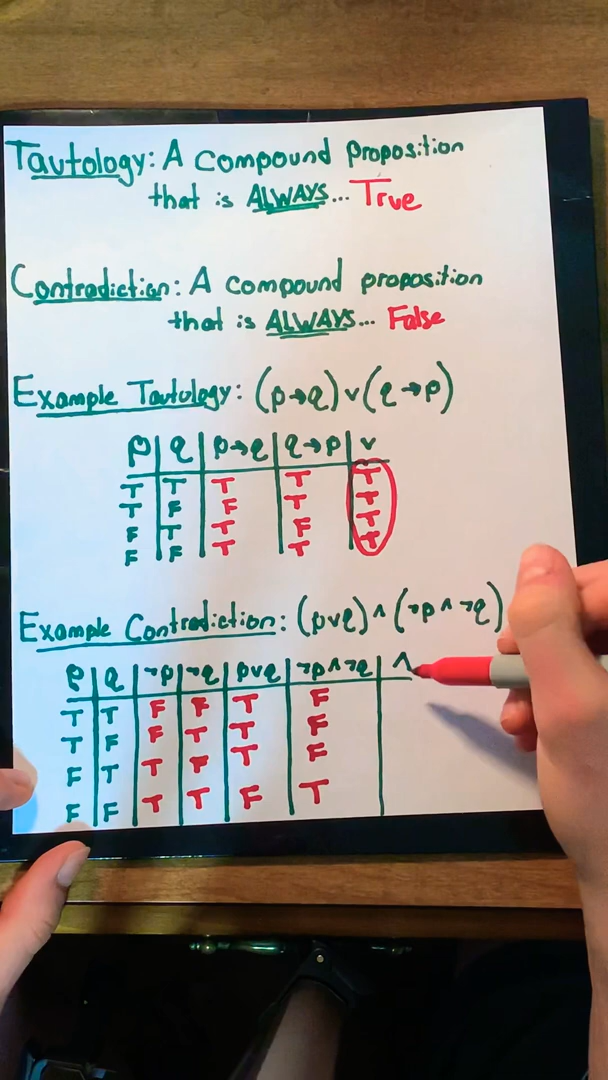 Tautology: A compound proposition
that is ALWAYS... True
Contradiction: A compound proposition
that is ALWAYS... False
Example Tautology: (p→q)∨(q→p)
p q p→q q→p ∨
T T T T T
T F F T T
F T T F T
F F T T T
Example Contradiction: (p∨q)∧(¬p∧¬q)
p q ¬p ¬q p∨q ¬p∧¬q ∧
T T F F T F
T F F T T F
F T T F T F
F F T T F T